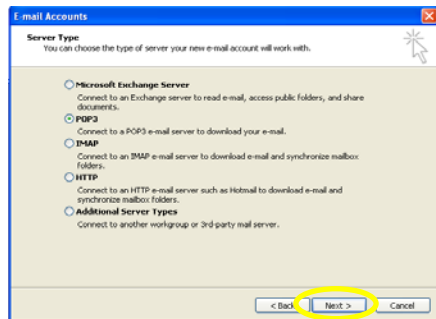 E-mail Accounts
Server Type
You can choose the type of server your new e-mail account will work with.
Microsoft Exchange Server
Connect to an Exchange server to read e-mail, access public folders, and share
documents.
POP3
Connect to a POP3 e-mail server to download your e-mail.
IMAP
Connect to an IMAP e-mail server to download e-mail and synchronize mailbox
folders.
HTTP
Connect to an HTTP e-mail server such as Hotmail to download e-mail and
synchronize mailbox folders.
Additional Server Types
Connect to another workgroup or 3rd-party mail server.
< Back Next > Cancel